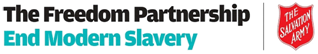 The Freedom Partnership
End Modern Slavery
THE
SALVATION
ARMY